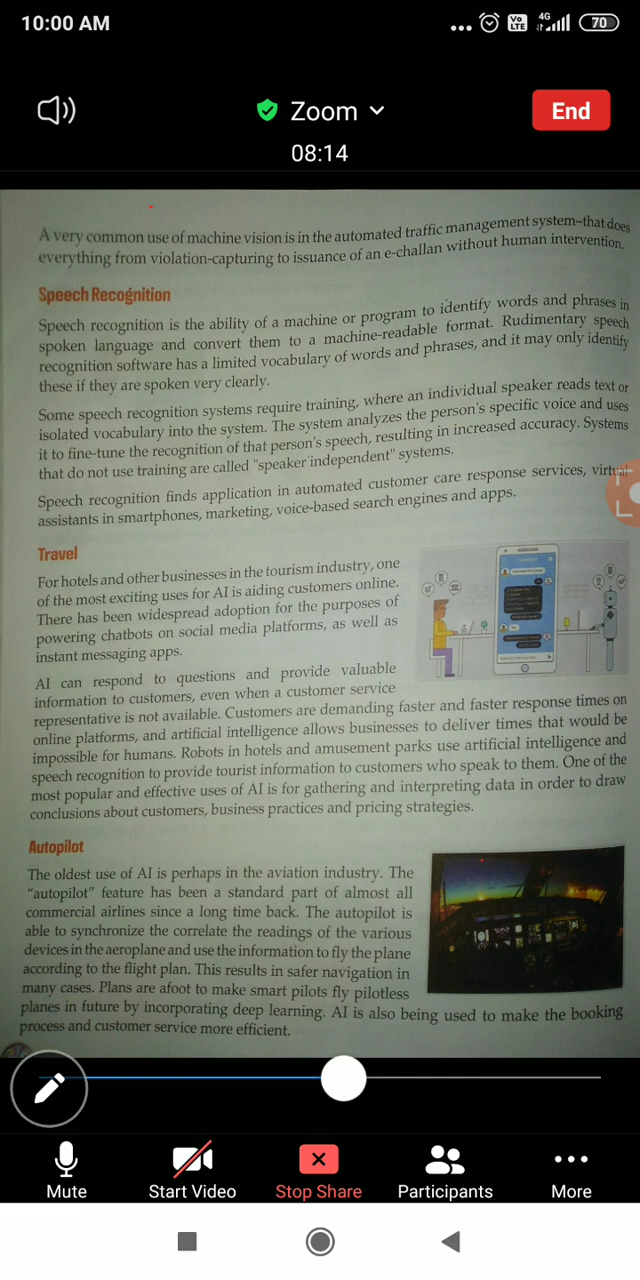 10:00 AM
Vo LTE
4G
70
Zoom
End
08:14
A very common use of machine vision is in the automated traffic management system–that does
everything from violation-capturing to issuance of an e-challan without human intervention.
Speech Recognition
Speech recognition is the ability of a machine or program to identify words and phrases in
spoken language and convert them to a machine-readable format. Rudimentary speech
recognition software has a limited vocabulary of words and phrases, and it may only identify
these if they are spoken very clearly.
Some speech recognition systems require training, where an individual speaker reads text or
isolated vocabulary into the system. The system analyzes the person's specific voice and uses
it to fine-tune the recognition of that person's speech, resulting in increased accuracy. Systems
that do not use training are called "speaker independent" systems.
Speech recognition finds application in automated customer care response services, virtual
assistants in smartphones, marketing, voice-based search engines and apps.
Travel
For hotels and other businesses in the tourism industry, one
of the most exciting uses for AI is aiding customers online.
There has been widespread adoption for the purposes of
powering chatbots on social media platforms, as well as
instant messaging apps.
AI can respond to questions and provide valuable
information to customers, even when a customer service
representative is not available. Customers are demanding faster and faster response times on
online platforms, and artificial intelligence allows businesses to deliver times that would be
impossible for humans. Robots in hotels and amusement parks use artificial intelligence and
speech recognition to provide tourist information to customers who speak to them. One of the
most popular and effective uses of AI is for gathering and interpreting data in order to draw
conclusions about customers, business practices and pricing strategies.
Autopilot
The oldest use of AI is perhaps in the aviation industry. The
"autopilot" feature has been a standard part of almost all
commercial airlines since a long time back. The autopilot is
able to synchronize the correlate the readings of the various
devices in the aeroplane and use the information to fly the plane
according to the flight plan. This results in safer navigation in
many cases. Plans are afoot to make smart pilots fly pilotless
planes in future by incorporating deep learning. AI is also being used to make the booking
process and customer service more efficient.
Mute
Start Video
Stop Share
Participants
More